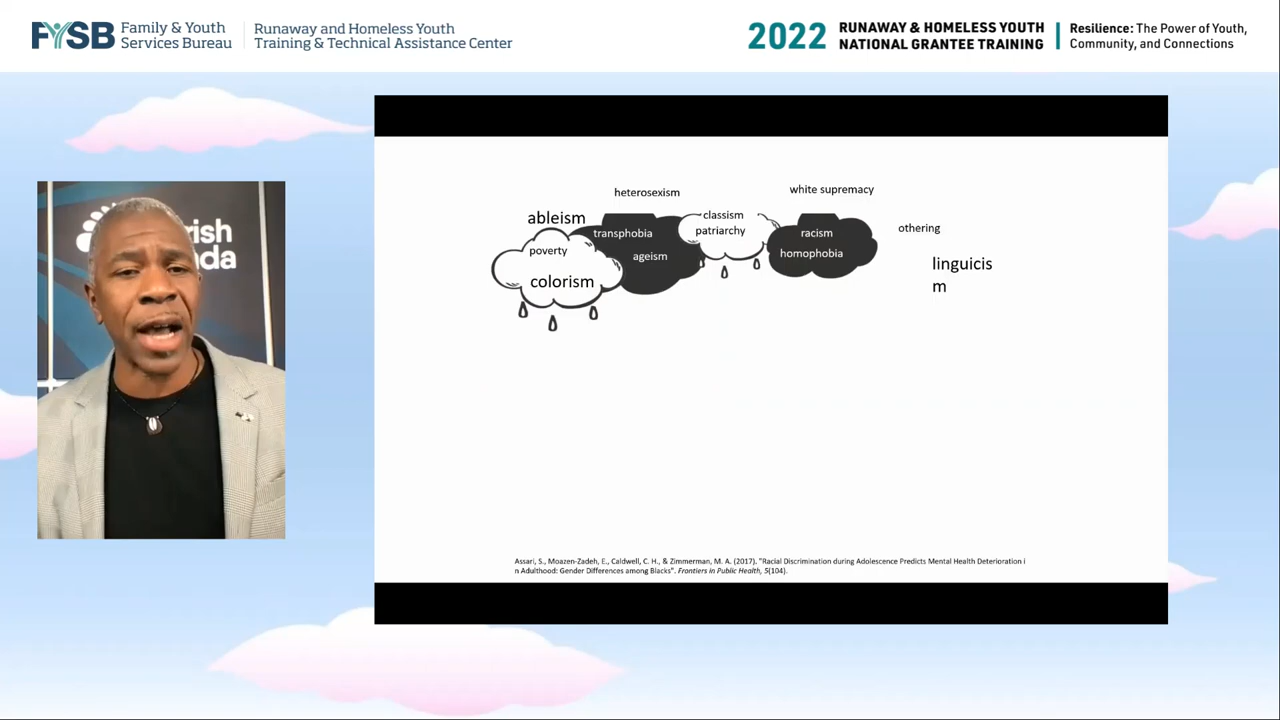 FYSB
Family & Youth
Services Bureau
Runaway and Homeless Youth
Training & Technical Assistance Center
2022
RUNAWAY & HOMELESS YOUTH
NATIONAL GRANTEE TRAINING
Resilience: The Power of Youth,
Community, and Connections
heterosexism
white supremacy
ableism
classism
transphobia
patriarchy
racism
othering
poverty
ageism
homophobia
linguicis
m
colorism
Assari, S., Moazen-Zadeh, E., Caldwell, C. H., & Zimmerman, M. A. (2017). "Racial Discrimination during Adolescence Predicts Mental Health Deterioration i
n Adulthood: Gender Differences among Blacks". Frontiers in Public Health, 5(104).